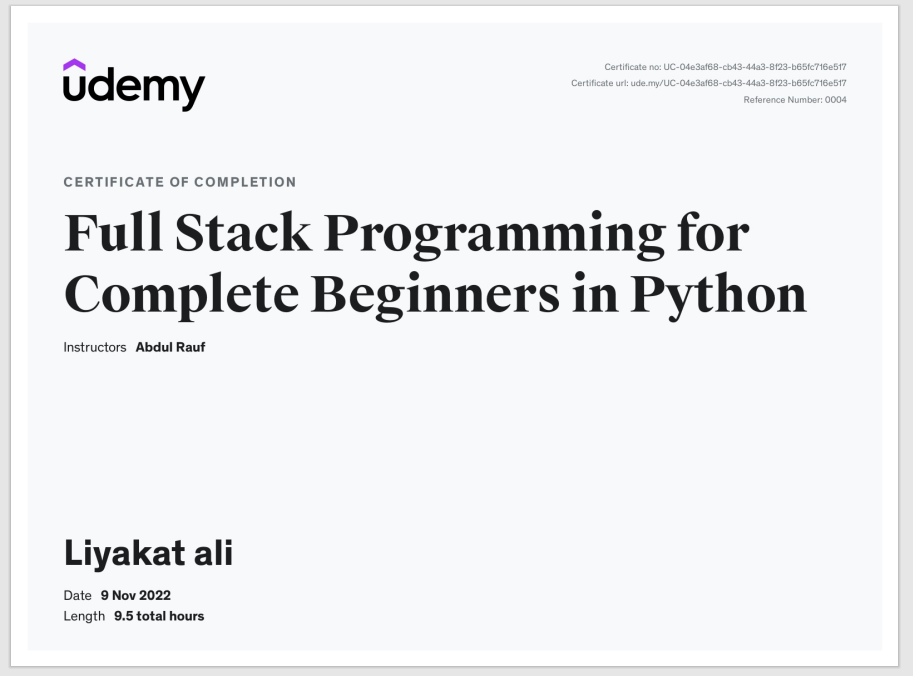 udemy
Certificate no: UC-04e3af68-cb43-44a3-8f23-b65fc716e517
Certificate url: ude.my/UC-04e3af68-cb43-44a3-8f23-b65fc716e517
Reference Number: 0004
CERTIFICATE OF COMPLETION
Full Stack Programming for
Complete Beginners in Python
Instructors Abdul Rauf
Liyakat ali
Date 9 Nov 2022
Length 9.5 total hours